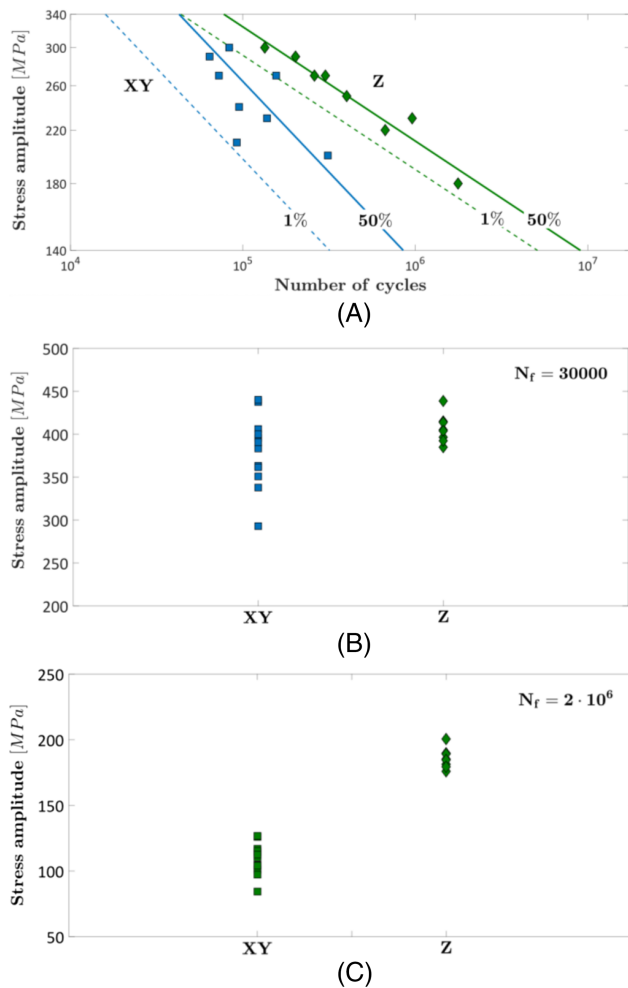 340
300
260
220
180
140
Stress amplitude [MPa]
XY
Z
1%
50%
1%
50%
10^4
10^5
10^6
10^7
Number of cycles
(A)
500
450
400
350
300
250
200
Stress amplitude [MPa]
N_f = 30000
XY
Z
(B)
250
200
150
100
50
Stress amplitude [MPa]
N_f = 2 · 10^6
XY
Z
(C)